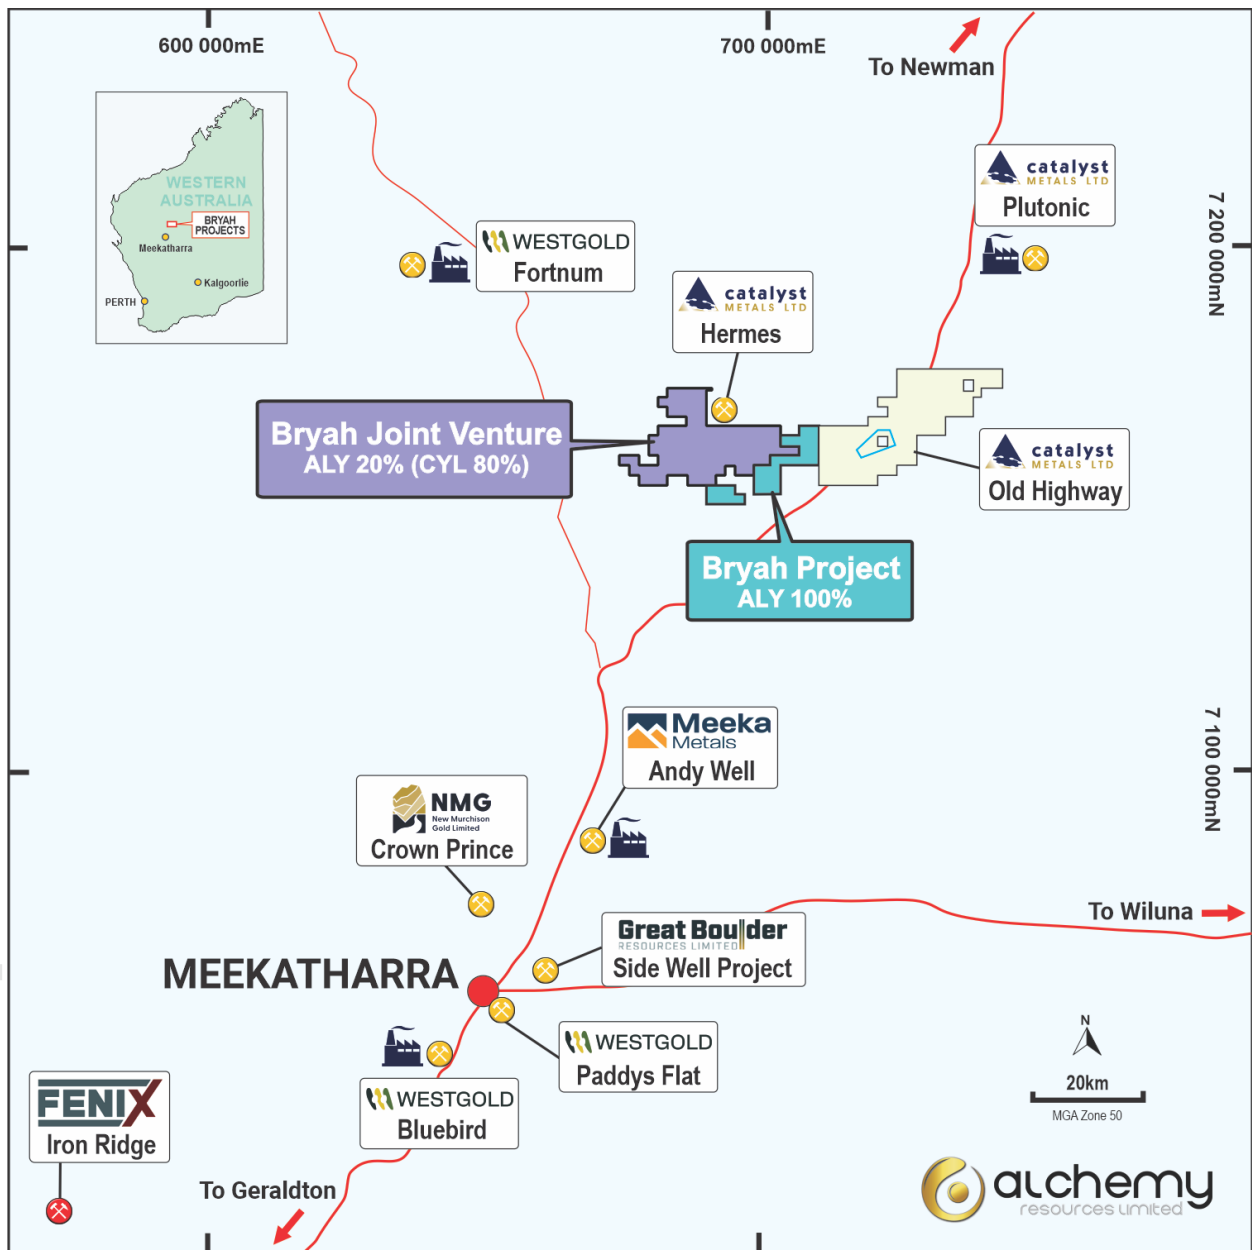 600 000mE
700 000mE
To Newman
WESTERN
AUSTRALIA
BRYAH
PROJECTS
Meekatharra
Kalgoorlie
PERTH
catalyst
METALS LTD
Plutonic
7 200 000mN
WESTGOLD
Fortnum
catalyst
METALS LTD
Hermes
Bryah Joint Venture
ALY 20% (CYL 80%)
catalyst
METALS LTD
Old Highway
Bryah Project
ALY 100%
Meeka
Metals
Andy Well
7 100 000mN
NMG
New Murchison
Gold Limited
Crown Prince
To Wiluna
Great Boulder
RESOURCES LIMITED
Side Well Project
MEEKATHARRA
WESTGOLD
Paddys Flat
N
20km
MGA Zone 50
FENIX
Iron Ridge
WESTGOLD
Bluebird
To Geraldton
alchemy
resources limited